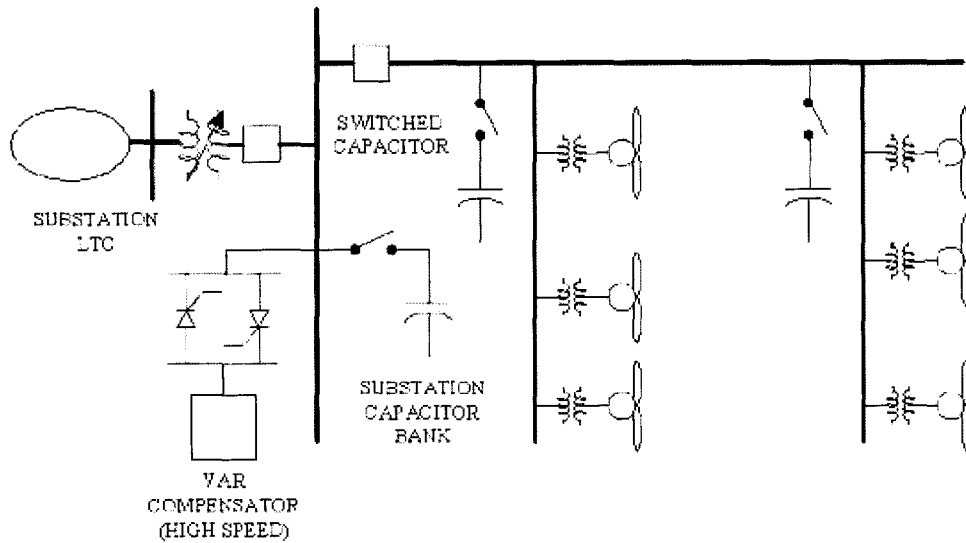 SWITCHED
CAPACITOR
SUBSTATION
LTC
SUBSTATION
CAPACITOR
BANK
VAR
COMPENSATOR
(HIGH SPEED)